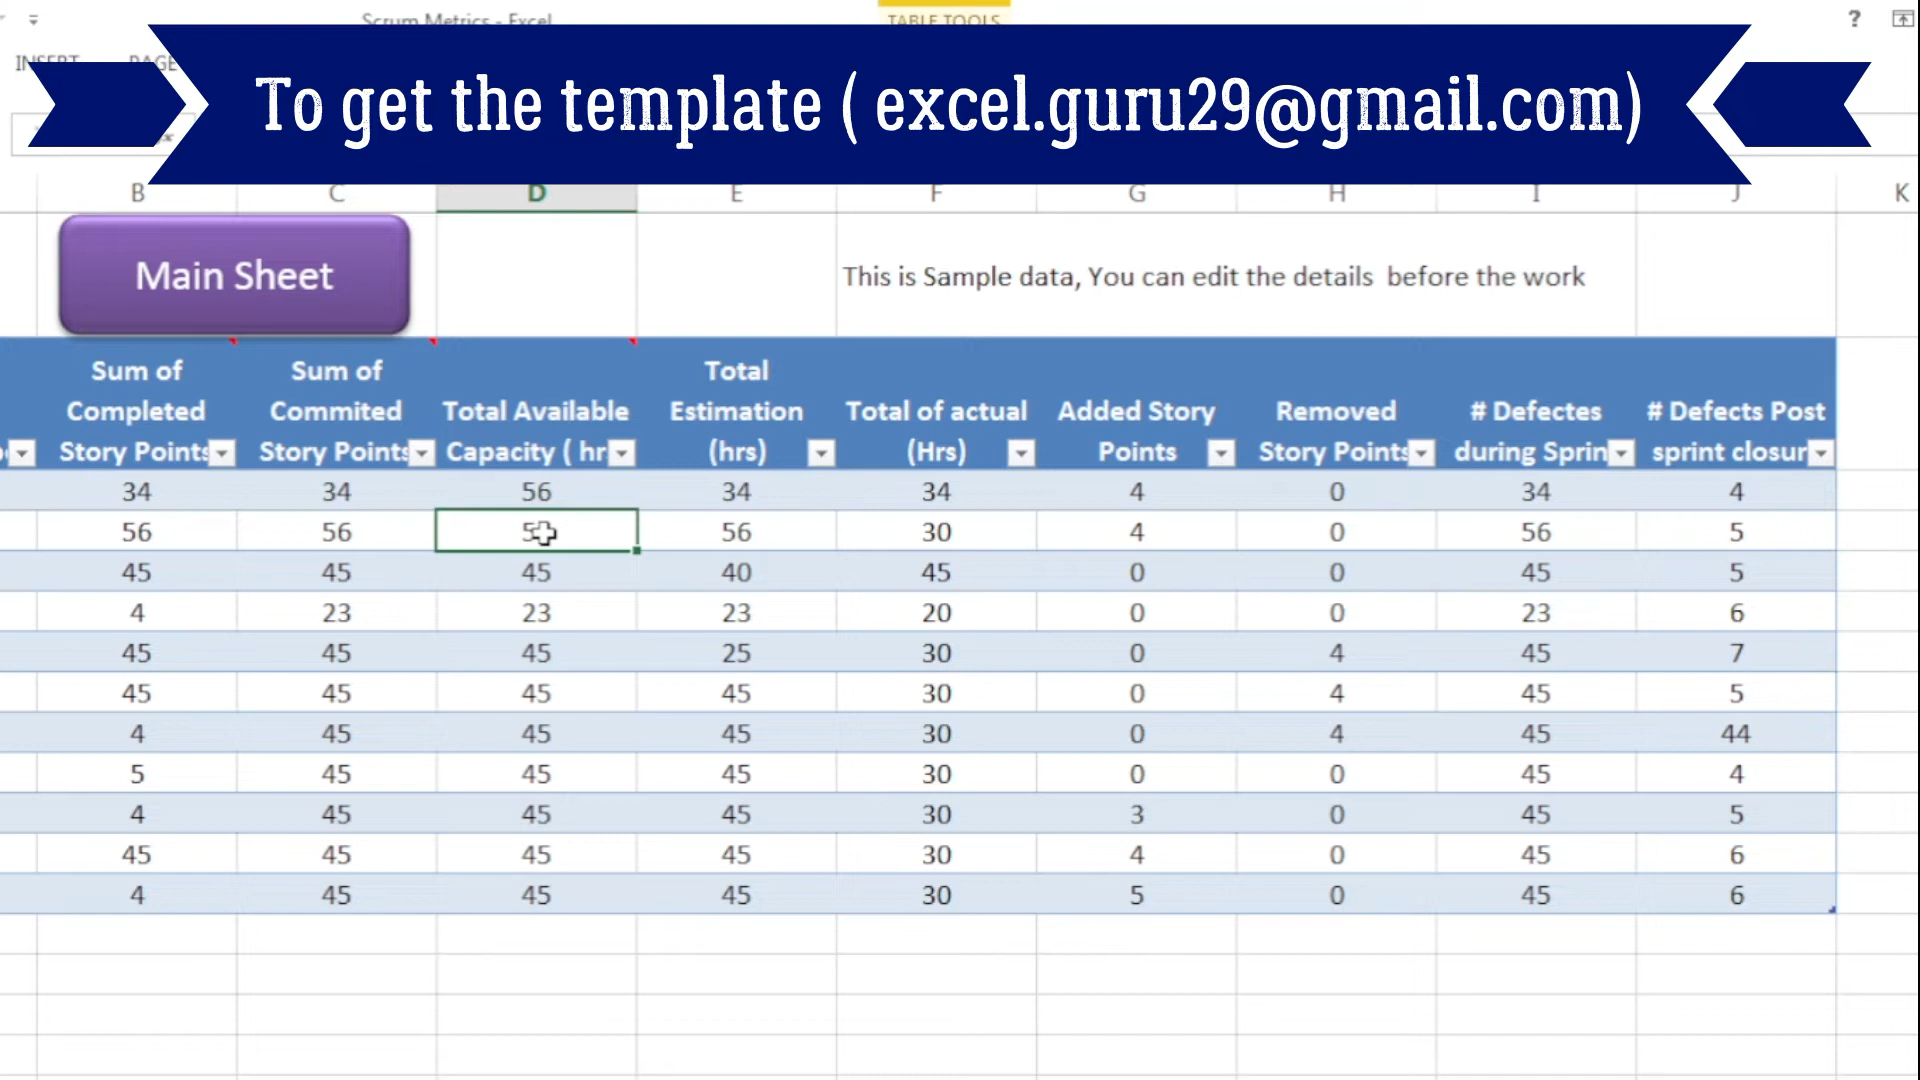 Scrum Metrics - Excel
TABLE TOOLS
?
INSERT PAGE
To get the template ( excel.guru29@gmail.com)
B C D E F G H I J K
Main Sheet
This is Sample data, You can edit the details before the work
Sum of Completed Story Points
Sum of Commited Story Points
Total Available Capacity ( hr
Total Estimation (hrs)
Total of actual (Hrs)
Added Story Points
Removed Story Points
# Defectes during Sprin
# Defects Post sprint closur
34 34 56 34 34 4 0 34 4
56 56 56 30 4 0 56 5
45 45 45 40 45 0 0 45 5
4 23 23 23 20 0 0 23 6
45 45 45 25 30 0 4 45 7
45 45 45 45 30 0 4 45 5
4 45 45 45 30 0 4 45 44
5 45 45 45 30 0 0 45 4
4 45 45 45 30 3 0 45 5
45 45 45 45 30 4 0 45 6
4 45 45 45 30 5 0 45 6